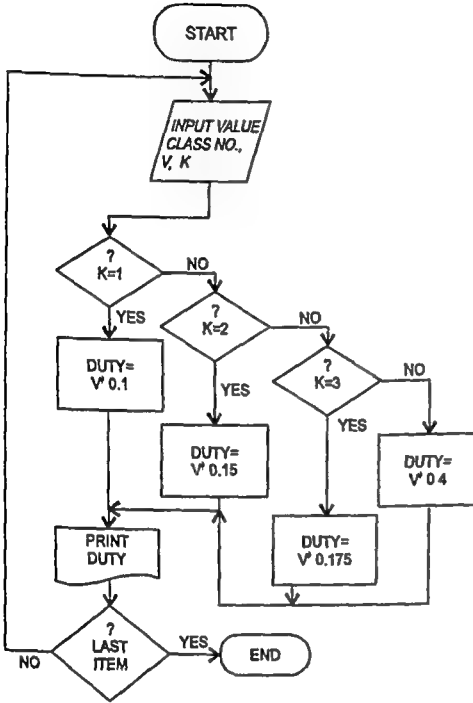 START
INPUT VALUE
CLASS NO.,
V, K
?
K=1
NO
YES
?
K=2
NO
YES
?
K=3
NO
YES
DUTY=
V* 0.1
DUTY=
V* 0.15
DUTY=
V* 0.175
DUTY=
V* 0 4
PRINT
DUTY
?
LAST
ITEM
NO
YES
END